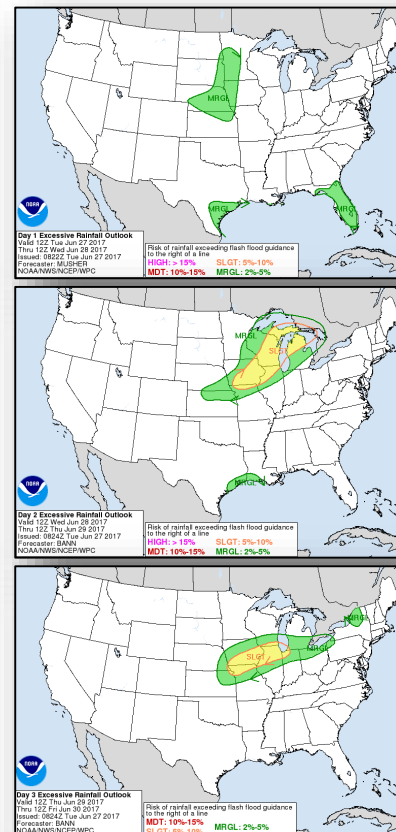 MRGL
MRGL
MRGL
NOAA
Day 1 Excessive Rainfall Outlook
Valid 12Z Tue Jun 27 2017
Thru 12Z Wed Jun 28 2017
Issued: 0822Z Tue Jun 27 2017
Forecaster: MUSHER
NOAA/NWS/NCEP/WPC
Risk of rainfall exceeding flash flood guidance
to the right of a line
HIGH: > 15% SLGT: 5%-10%
MDT: 10%-15% MRGL: 2%-5%
MRGL
SLGT
MRGL
NOAA
Day 2 Excessive Rainfall Outlook
Valid 12Z Wed Jun 28 2017
Thru 12Z Thu Jun 29 2017
Issued: 0824Z Tue Jun 27 2017
Forecaster: BANN
NOAA/NWS/NCEP/WPC
Risk of rainfall exceeding flash flood guidance
to the right of a line
HIGH: > 15% SLGT: 5%-10%
MDT: 10%-15% MRGL: 2%-5%
MRGL
MRGL
SLGT
NOAA
Day 3 Excessive Rainfall Outlook
Valid 12Z Thu Jun 29 2017
Thru 12Z Fri Jun 30 2017
Issued: 0824Z Tue Jun 27 2017
Forecaster: BANN
NOAA/NWS/NCEP/WPC
Risk of rainfall exceeding flash flood guidance
to the right of a line
MDT: 10%-15% MRGL: 2%-5%
SLGT: 5%-10%